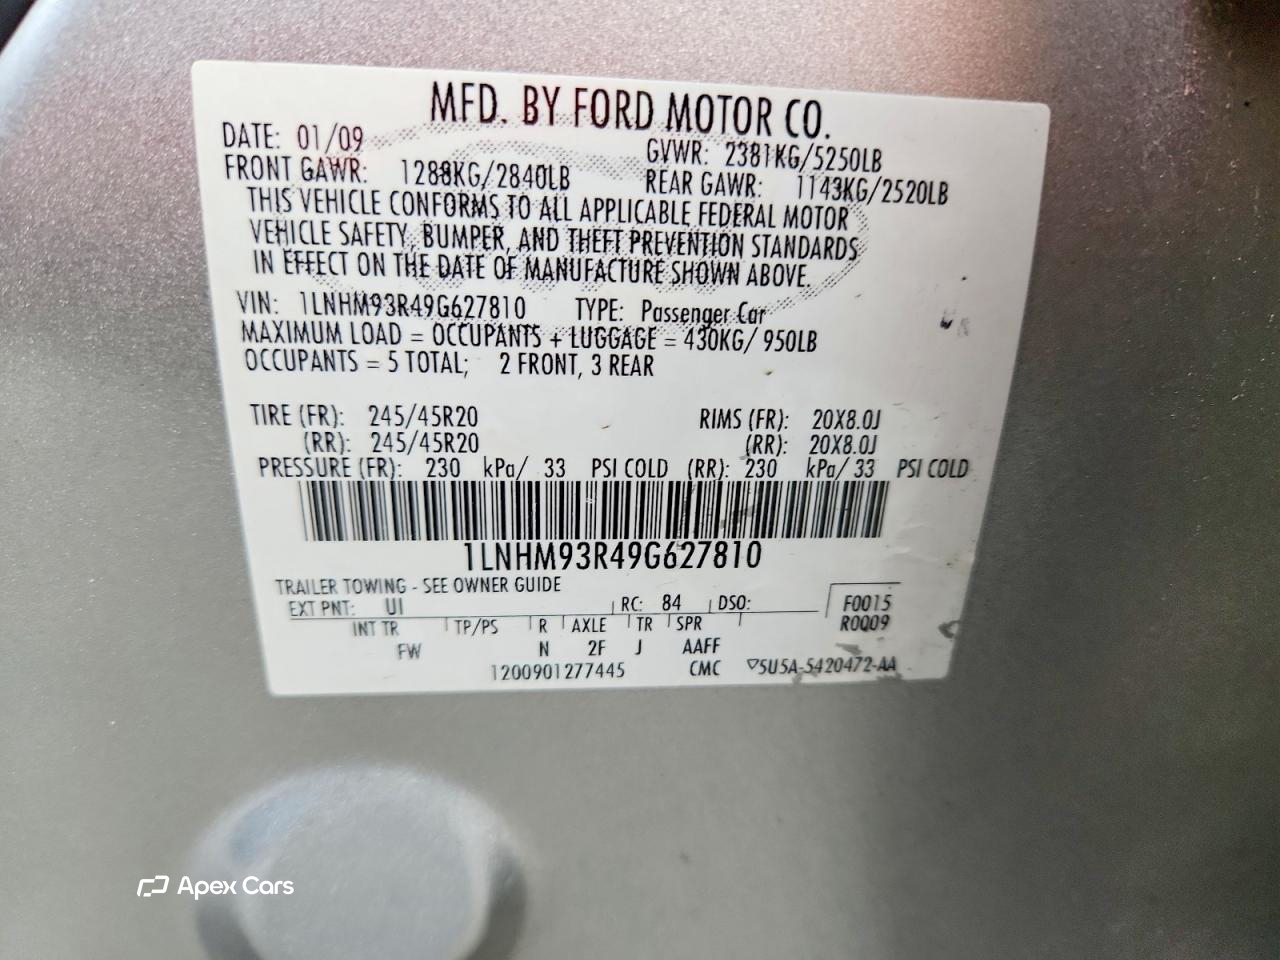 MFD. BY FORD MOTOR CO.
DATE: 01/09 GVWR: 2381KG/5250LB
FRONT GAWR: 1288KG/2840LB REAR GAWR: 1143KG/2520LB
THIS VEHICLE CONFORMS TO ALL APPLICABLE FEDERAL MOTOR
VEHICLE SAFETY, BUMPER, AND THEFT PREVENTION STANDARDS
IN EFFECT ON THE DATE OF MANUFACTURE SHOWN ABOVE.
VIN: 1LNHM93R49G627810 TYPE: Passenger Car
MAXIMUM LOAD = OCCUPANTS + LUGGAGE = 430KG/ 950LB
OCCUPANTS = 5 TOTAL; 2 FRONT, 3 REAR
TIRE (FR): 245/45R20 RIMS (FR): 20X8.0J
(RR): 245/45R20 (RR): 20X8.0J
PRESSURE (FR): 230 kPa/ 33 PSI COLD (RR): 230 kPa/ 33 PSI COLD
1LNHM93R49G627810
TRAILER TOWING - SEE OWNER GUIDE
EXT PNT: UI RC: 84 DSO: F0015
INT TR TP/PS R AXLE TR SPR R0009
FW N 2F J AAFF
1200901277445 CMC ▽5U5A-5420472-AA
Apex Cars